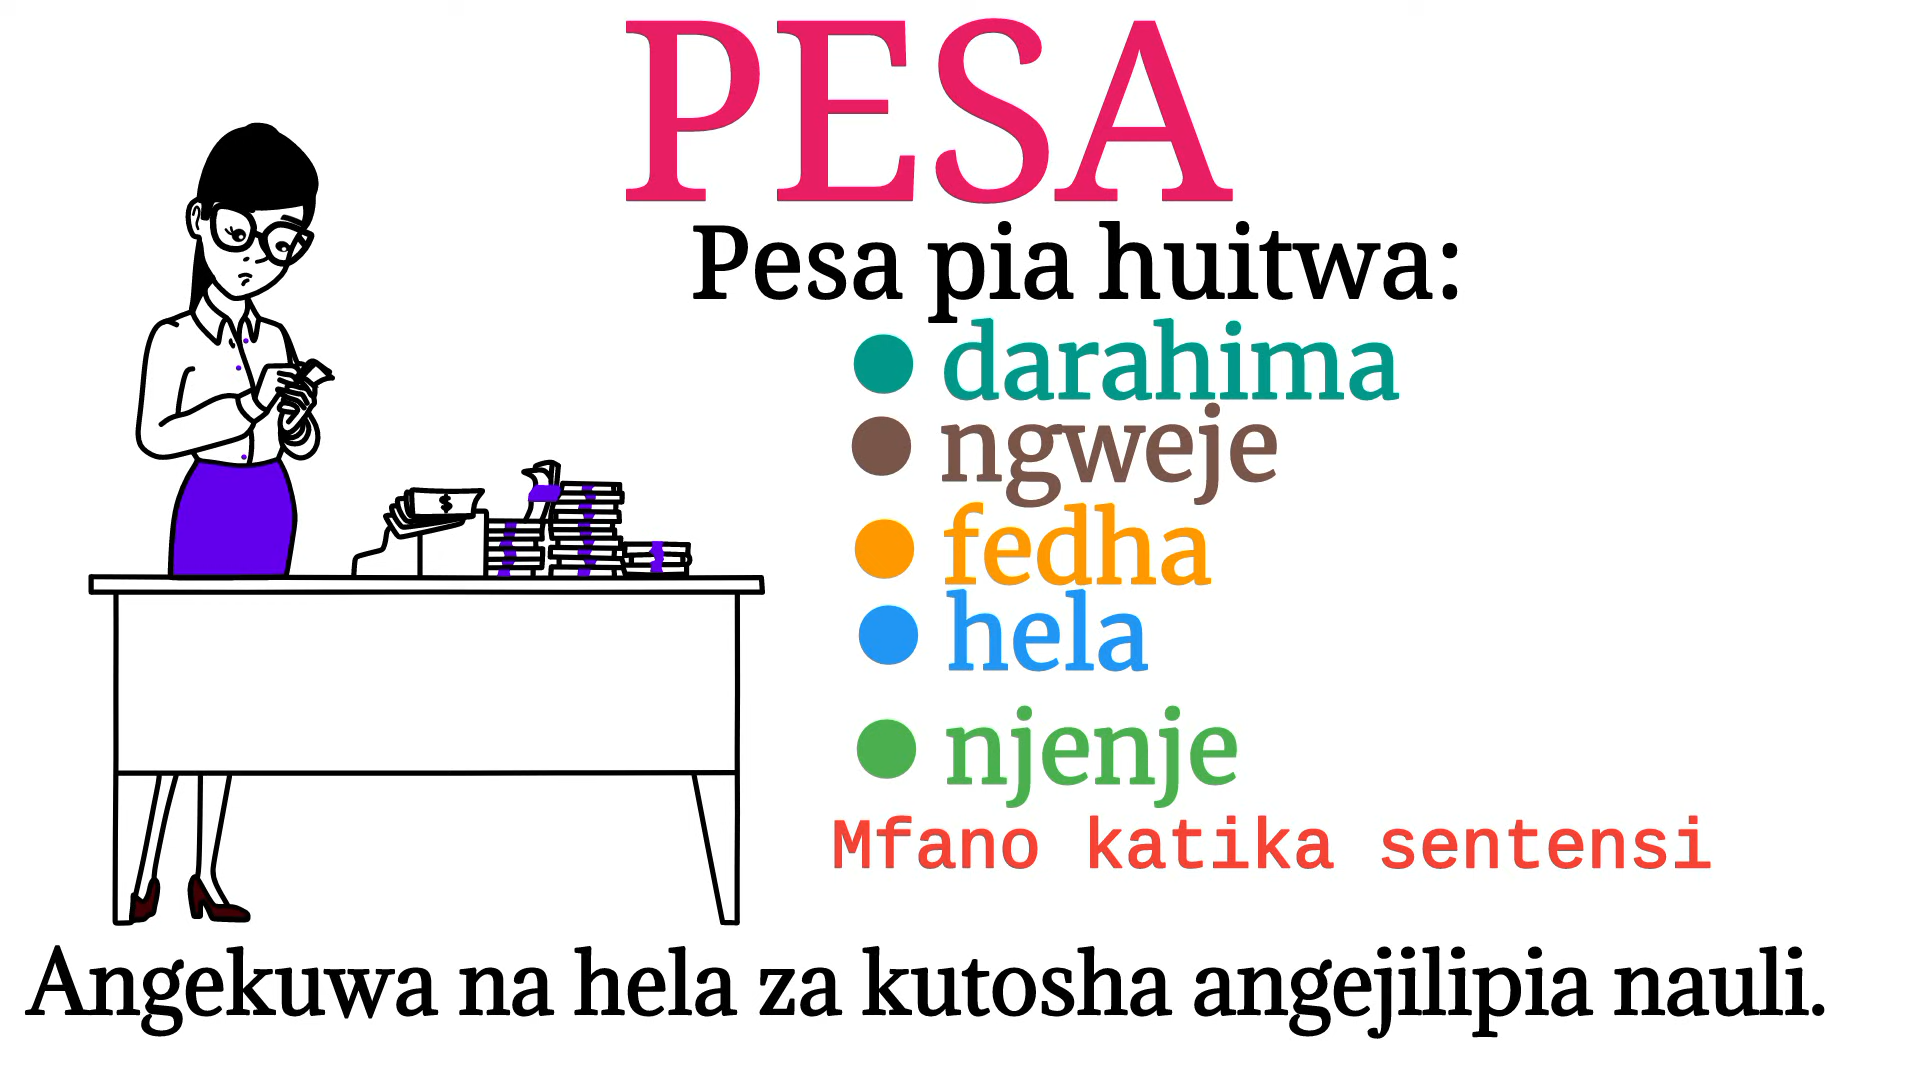 PESA
Pesa pia huitwa:
● darahima
● ngweje
● fedha
● hela
● njenje
Mfano katika sentensi
$
Angekuwa na hela za kutosha angejilipia nauli.